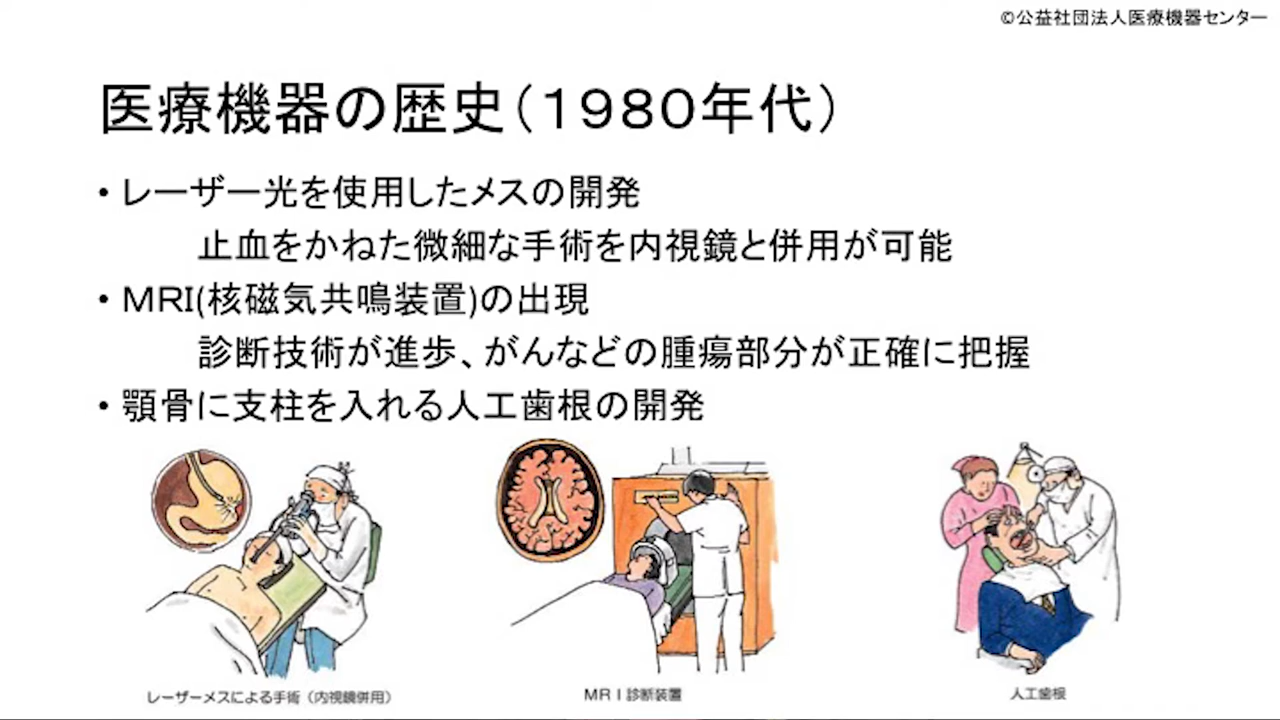 ©公益社団法人医療機器センター
医療機器の歴史（１９８０年代）
• レーザー光を使用したメスの開発
止血をかねた微細な手術を内視鏡と併用が可能
• MRI(核磁気共鳴装置)の出現
診断技術が進歩、がんなどの腫瘍部分が正確に把握
• 顎骨に支柱を入れる人工歯根の開発
レーザーメスによる手術（内視鏡併用）
ＭＲＩ診断装置
人工歯根